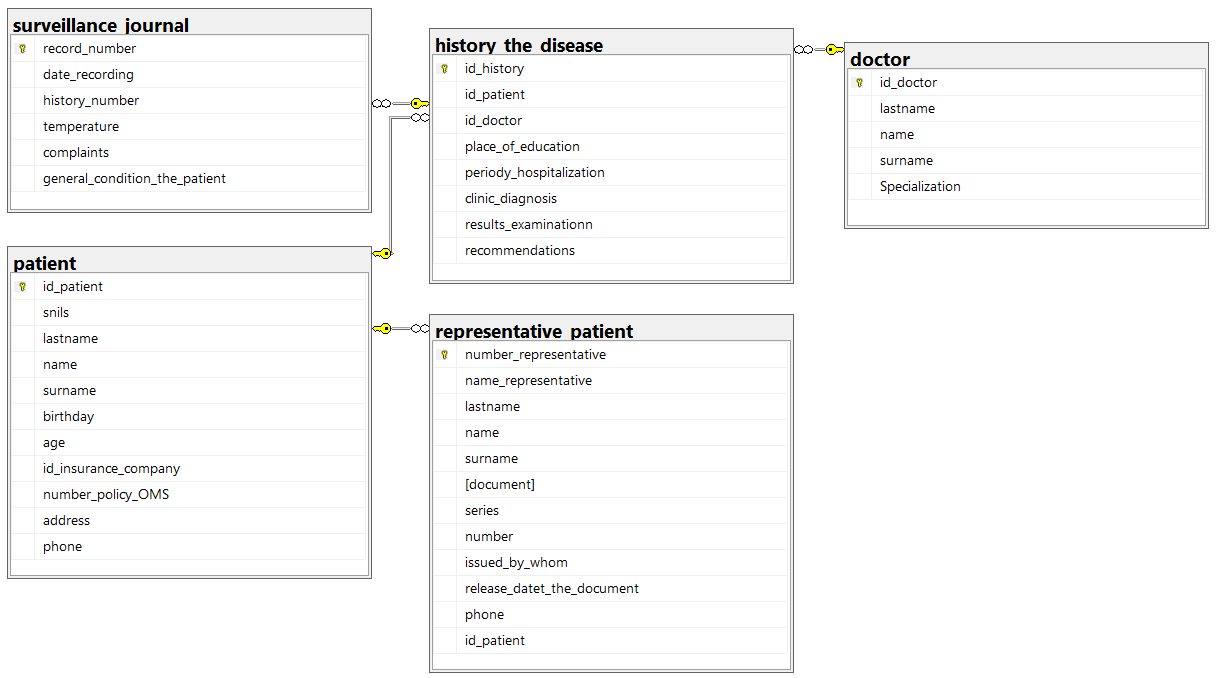 surveillance_journal
record_number
date_recording
history_number
temperature
complaints
general_condition_the_patient
history_the_disease
id_history
id_patient
id_doctor
place_of_education
periody_hospitalization
clinic_diagnosis
results_examinationn
recommendations
doctor
id_doctor
lastname
name
surname
Specialization
patient
id_patient
snils
lastname
name
surname
birthday
age
id_insurance_company
number_policy_OMS
address
phone
representative_patient
number_representative
name_representative
lastname
name
surname
[document]
series
number
issued_by_whom
release_datet_the_document
phone
id_patient